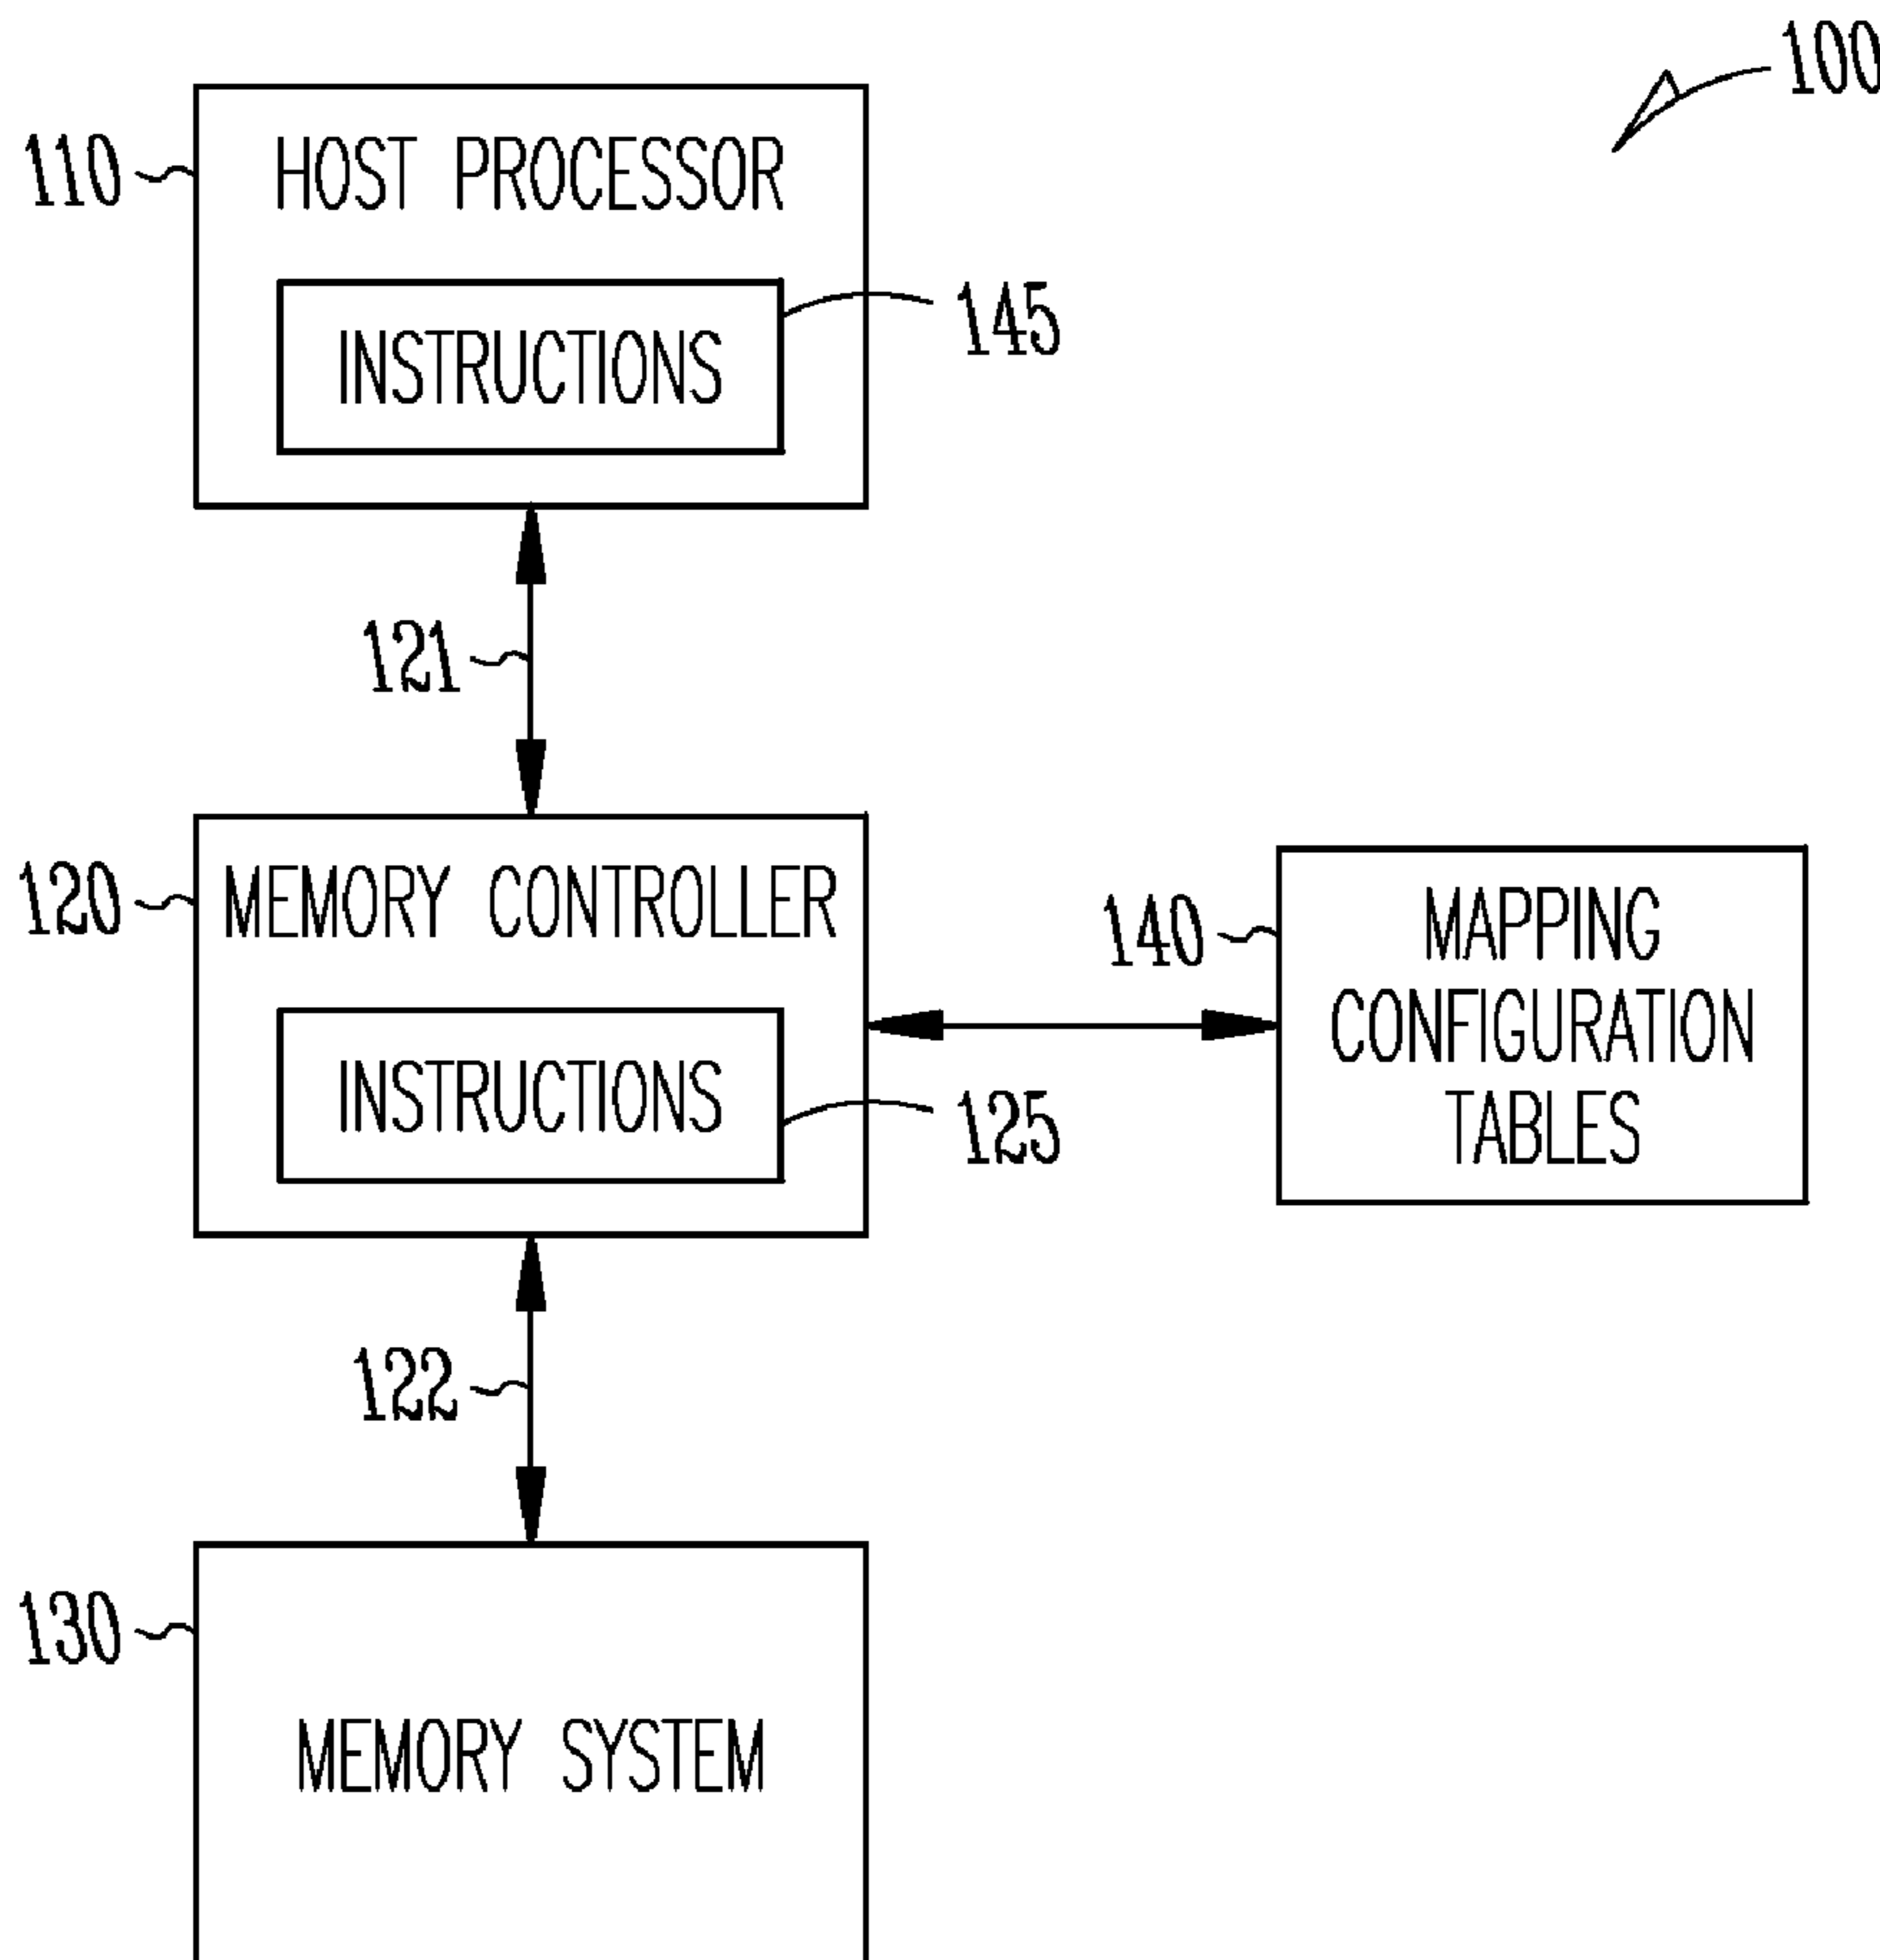 100
110
HOST PROCESSOR
INSTRUCTIONS
145
121
120
MEMORY CONTROLLER
INSTRUCTIONS
125
140
MAPPING
CONFIGURATION
TABLES
122
130
MEMORY SYSTEM